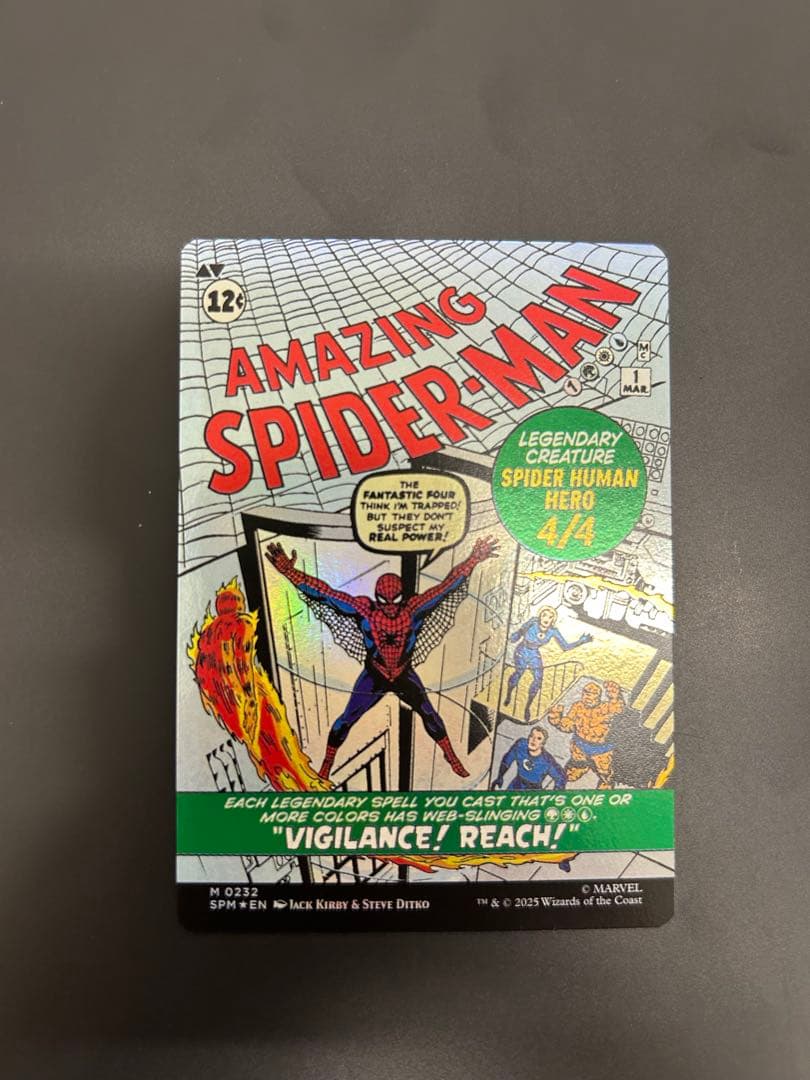 12¢
AMAZING
SPIDER-MAN
MC
1
1
MAR.
LEGENDARY
CREATURE
SPIDER HUMAN
HERO
4/4
THE
FANTASTIC FOUR
THINK I'M TRAPPED!
BUT THEY DON'T
SUSPECT MY
REAL POWER!
EACH LEGENDARY SPELL YOU CAST THAT'S ONE OR
MORE COLORS HAS WEB-SLINGING
"VIGILANCE! REACH!"
M 0232
SPM★EN JACK KIRBY & STEVE DITKO
© MARVEL
™ & © 2025 Wizards of the Coast